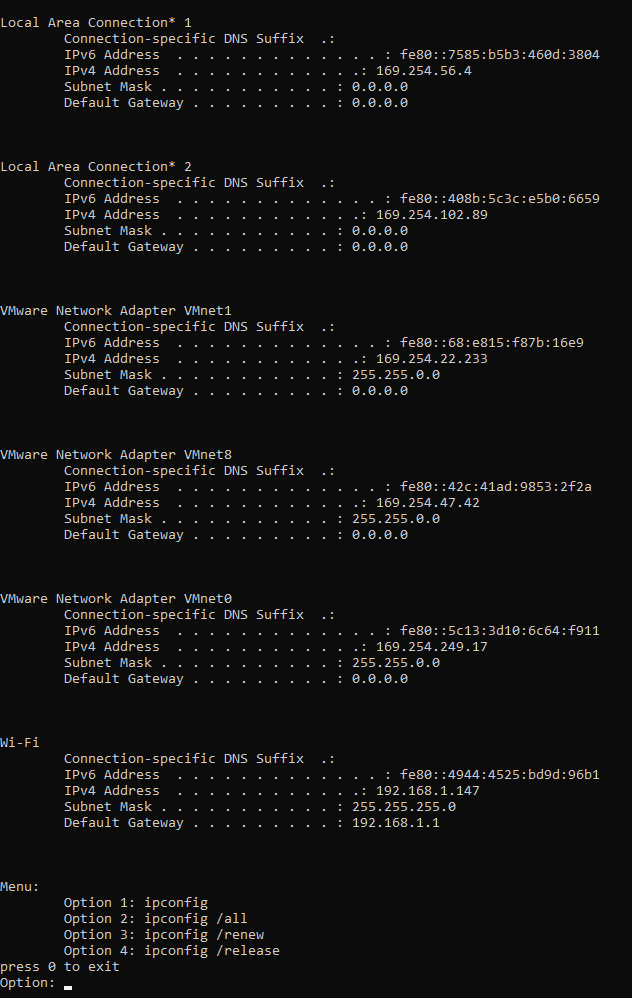 Local Area Connection* 1
        Connection-specific DNS Suffix  .:
        IPv6 Address  . . . . . . . . . . . . . : fe80::7585:b5b3:460d:3804
        IPv4 Address  . . . . . . . . . . . .: 169.254.56.4
        Subnet Mask . . . . . . . . . . . : 0.0.0.0
        Default Gateway . . . . . . . . . : 0.0.0.0
Local Area Connection* 2
        Connection-specific DNS Suffix  .:
        IPv6 Address  . . . . . . . . . . . . . : fe80::408b:5c3c:e5b0:6659
        IPv4 Address  . . . . . . . . . . . .: 169.254.102.89
        Subnet Mask . . . . . . . . . . . : 0.0.0.0
        Default Gateway . . . . . . . . . : 0.0.0.0
VMware Network Adapter VMnet1
        Connection-specific DNS Suffix  .:
        IPv6 Address  . . . . . . . . . . . . . : fe80::68:e815:f87b:16e9
        IPv4 Address  . . . . . . . . . . . .: 169.254.22.233
        Subnet Mask . . . . . . . . . . . : 255.255.0.0
        Default Gateway . . . . . . . . . : 0.0.0.0
VMware Network Adapter VMnet8
        Connection-specific DNS Suffix  .:
        IPv6 Address  . . . . . . . . . . . . . : fe80::42c:41ad:9853:2f2a
        IPv4 Address  . . . . . . . . . . . .: 169.254.47.42
        Subnet Mask . . . . . . . . . . . : 255.255.0.0
        Default Gateway . . . . . . . . . : 0.0.0.0
VMware Network Adapter VMnet0
        Connection-specific DNS Suffix  .:
        IPv6 Address  . . . . . . . . . . . . . : fe80::5c13:3d10:6c64:f911
        IPv4 Address  . . . . . . . . . . . .: 169.254.249.17
        Subnet Mask . . . . . . . . . . . : 255.255.0.0
        Default Gateway . . . . . . . . . : 0.0.0.0
Wi-Fi
        Connection-specific DNS Suffix  .:
        IPv6 Address  . . . . . . . . . . . . . : fe80::4944:4525:bd9d:96b1
        IPv4 Address  . . . . . . . . . . . .: 192.168.1.147
        Subnet Mask . . . . . . . . . . . : 255.255.255.0
        Default Gateway . . . . . . . . . : 192.168.1.1
Menu:
        Option 1: ipconfig
        Option 2: ipconfig /all
        Option 3: ipconfig /renew
        Option 4: ipconfig /release
press 0 to exit
Option: _